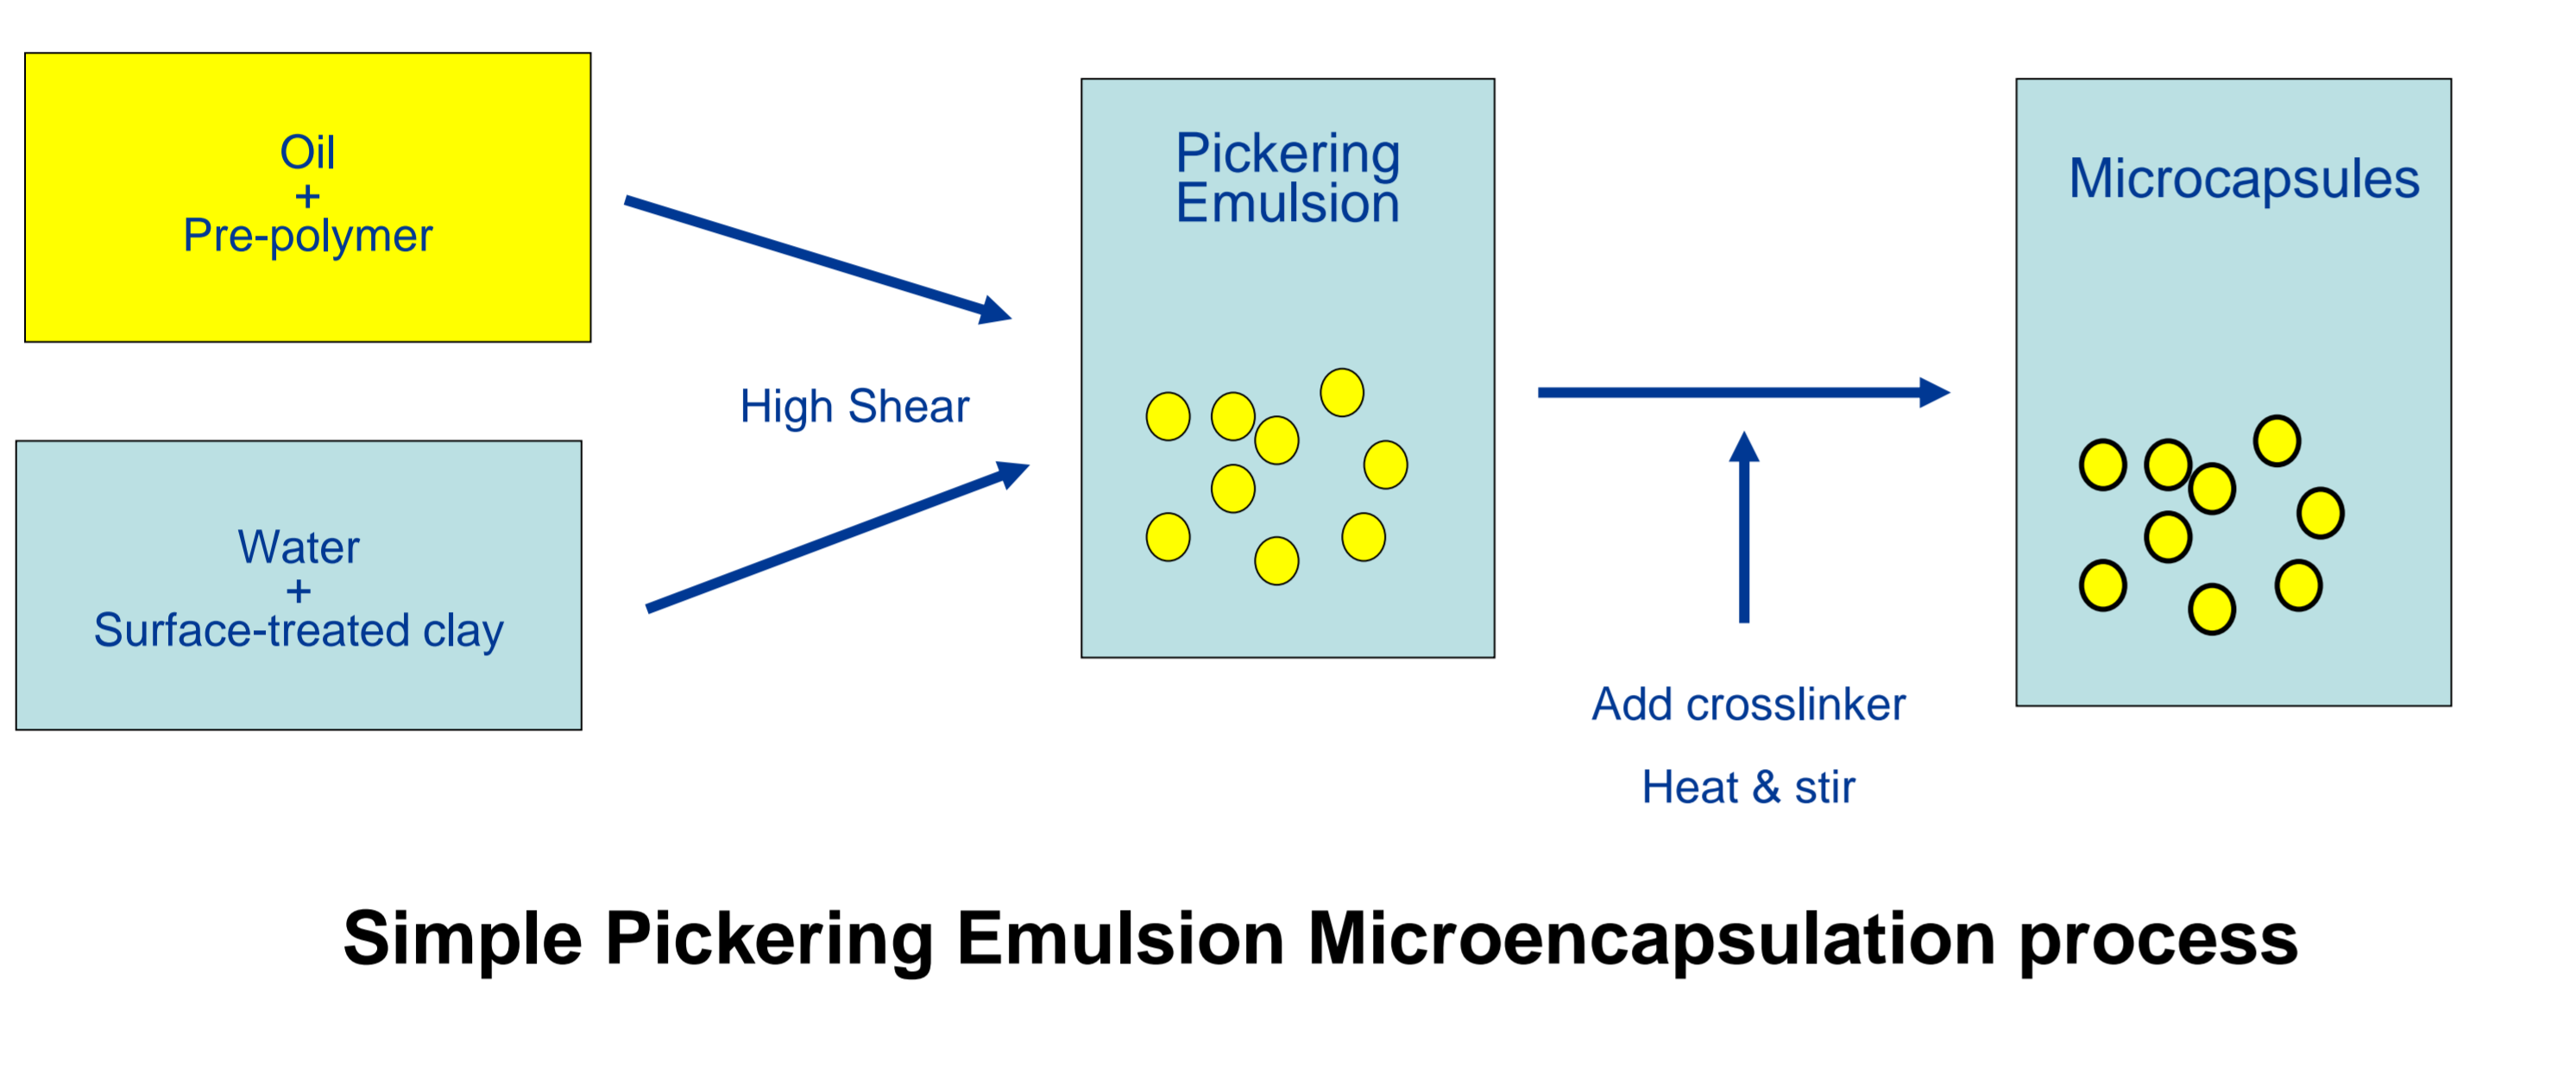 Oil
+
Pre-polymer
Water
+
Surface-treated clay
High Shear
Pickering
Emulsion
Add crosslinker
Heat & stir
Microcapsules
Simple Pickering Emulsion Microencapsulation process